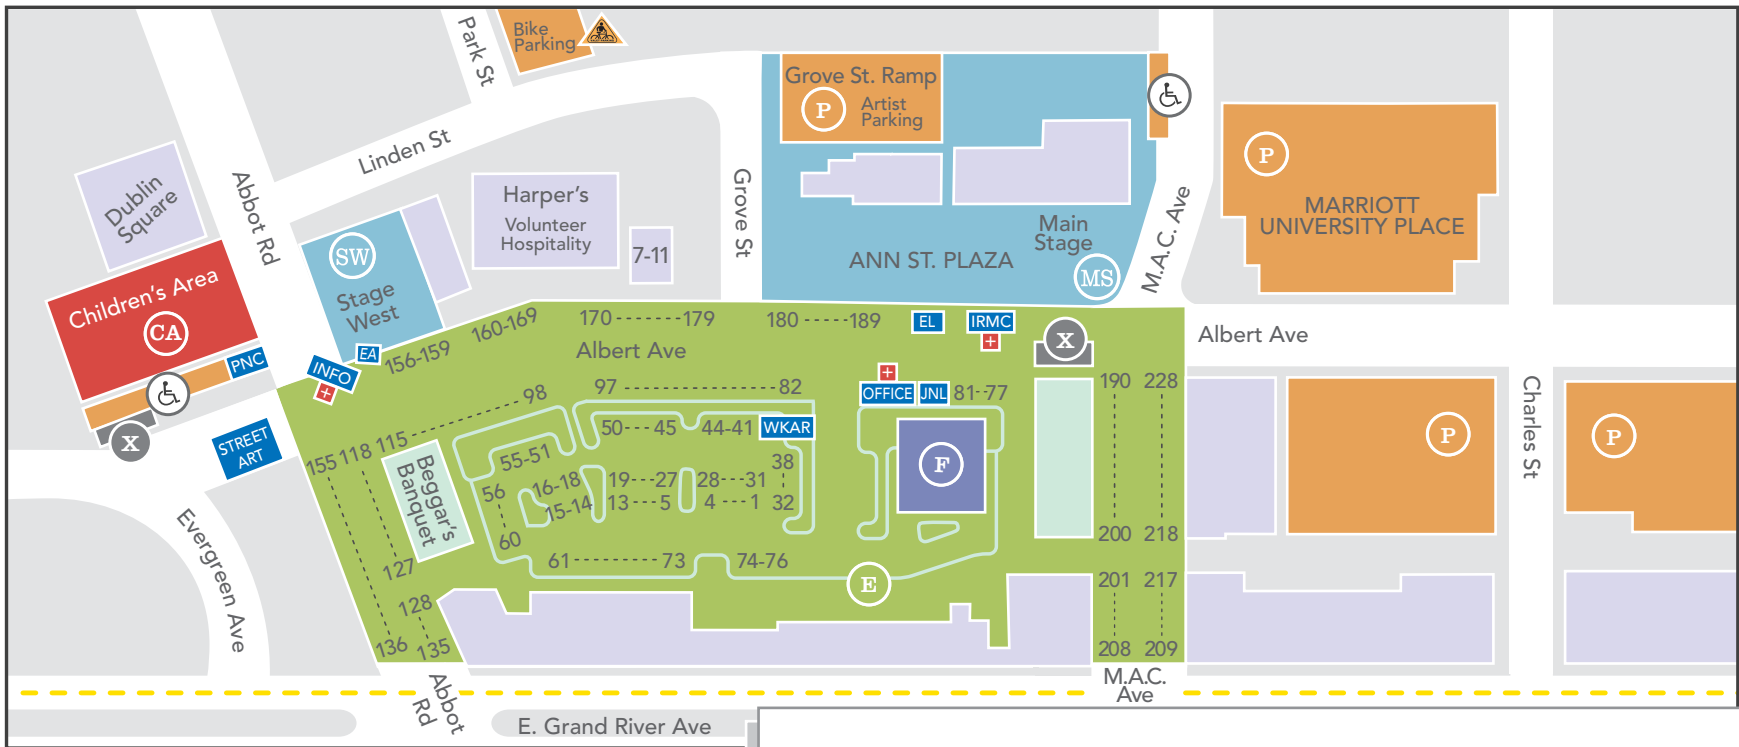 Bike
Parking
Park St
Linden St
Grove St. Ramp
P
Artist
Parking
P
MARRIOTT
UNIVERSITY PLACE
Dublin
Square
Abbot Rd
Harper's
Volunteer
Hospitality
7-11
Grove St
Main
Stage
MS
ANN ST. PLAZA
M.A.C. Ave
SW
Stage
West
Children's Area
CA
PNC
INFO
EA
156-159
160-169
170 ------- 179
180 ----- 189
EL
IRMC
X
Albert Ave
Albert Ave
X
STREET
ART
97 ---------------- 82
98
115
OFFICE
JNL
81-77
190 228
50---45
44-41
WKAR
155 118
Beggar's
Banquet
55-51
56
60
16-18
15-14
19---27
13---5
28---31
4---1
38
32
F
P
P
Charles St
200 218
61 --------- 73
74-76
E
127
128
136 135
201 217
208 209
Evergreen Ave
Abbot
Rd
M.A.C.
Ave
E. Grand River Ave